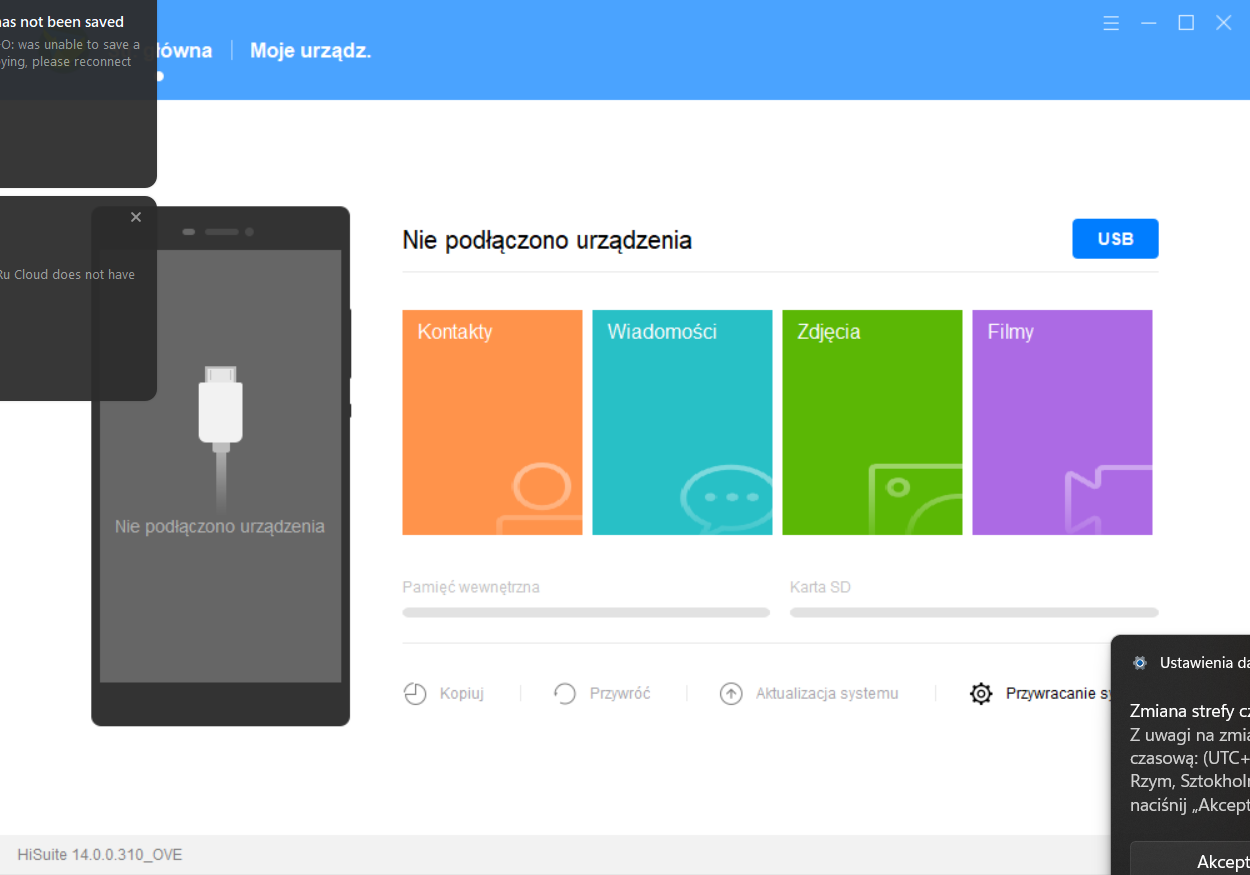 has not been saved
O: was unable to save a
ying, please reconnect
główna
Moje urządz.
Ru Cloud does not have
Nie podłączono urządzenia
Nie podłączono urządzenia
USB
Kontakty
Wiadomości
Zdjęcia
Filmy
Pamięć wewnętrzna
Karta SD
Kopiuj
Przywróć
Aktualizacja systemu
Przywracanie sy
Ustawienia da
Zmiana strefy cz
Z uwagi na zmia
czasową: (UTC+
Rzym, Sztokholm
naciśnij „Akcept
Akcept
HiSuite 14.0.0.310_OVE